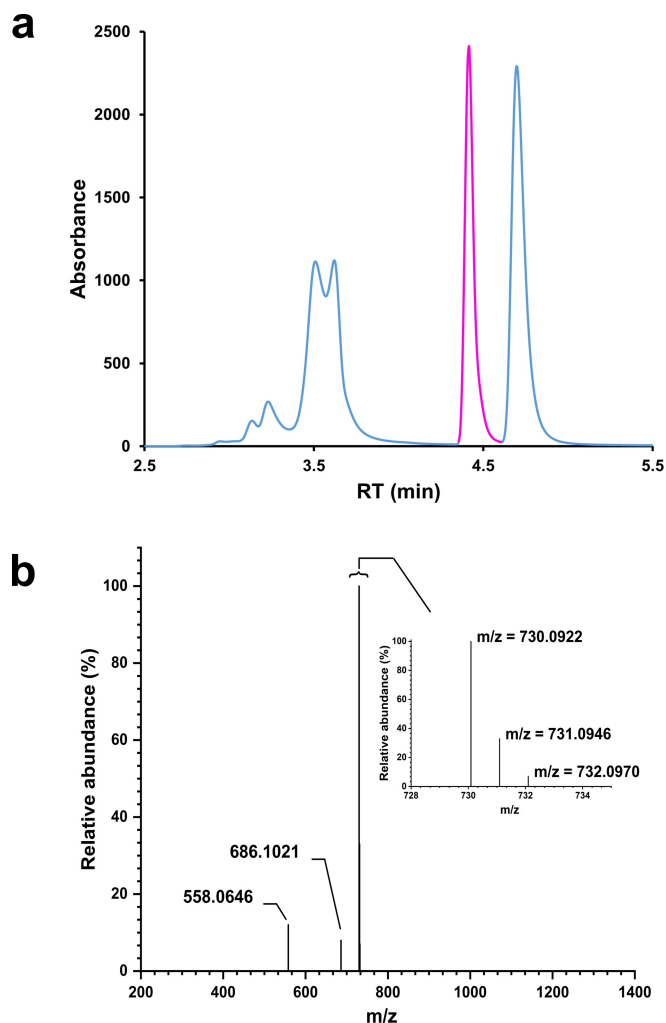 a
2500
2000
1500
1000
500
0
Absorbance
2.5 3.5 4.5 5.5
RT (min)
b
100
80
60
40
20
0
Relative abundance (%)
558.0646
686.1021
200 400 600 800 1000 1200 1400
m/z
100
80
60
40
20
0
Relative abundance (%)
m/z = 730.0922
m/z = 731.0946
m/z = 732.0970
728 730 732 734
m/z